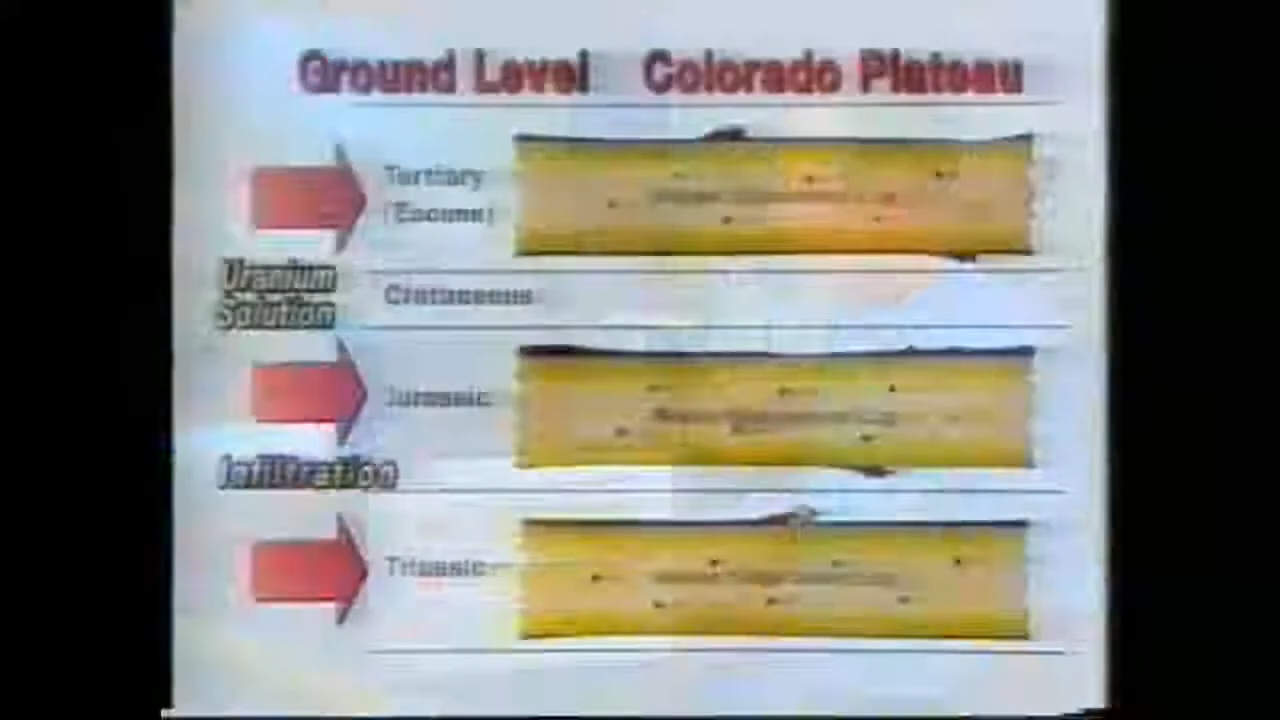 Ground Level Colorado Plateau
Tertiary
(Eocene)
Uranium
Solution
Cretaceous
Jurassic
Infiltration
Triassic